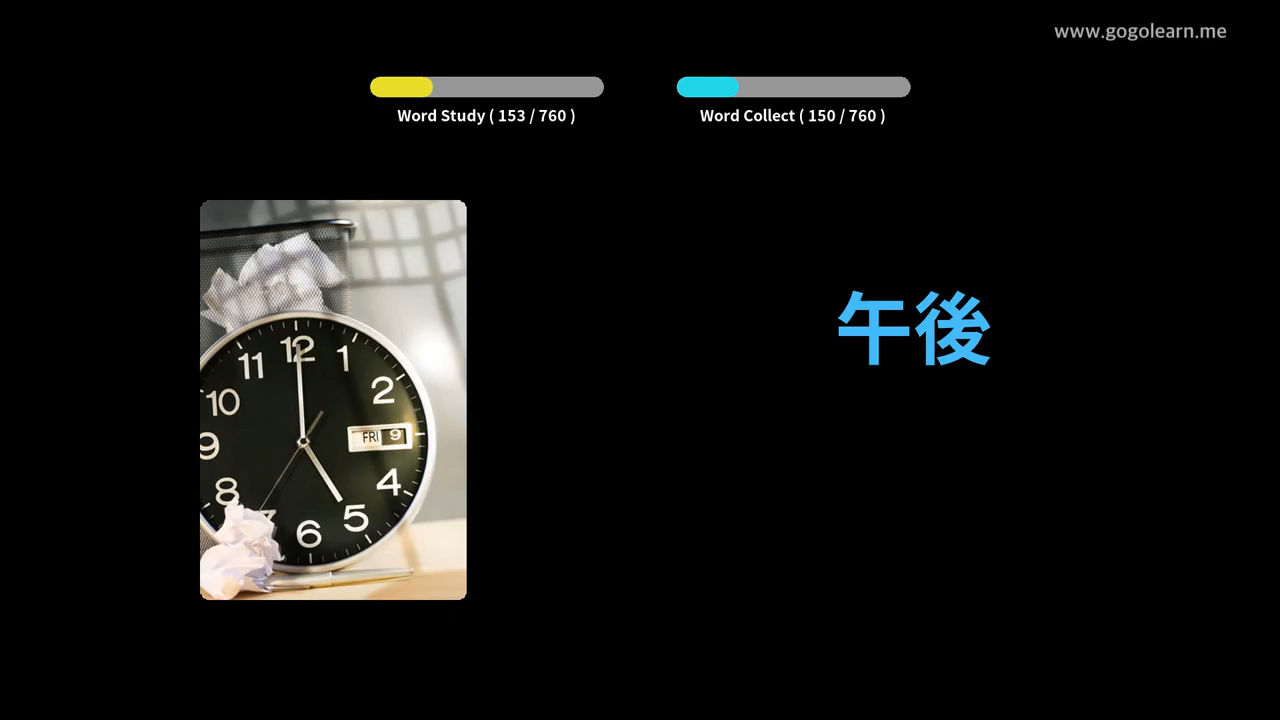 www.gogolearn.me
Word Study ( 153 / 760 )
Word Collect ( 150 / 760 )
12
11
1
10
2
9
FRI 9
8
4
7
5
6
午後